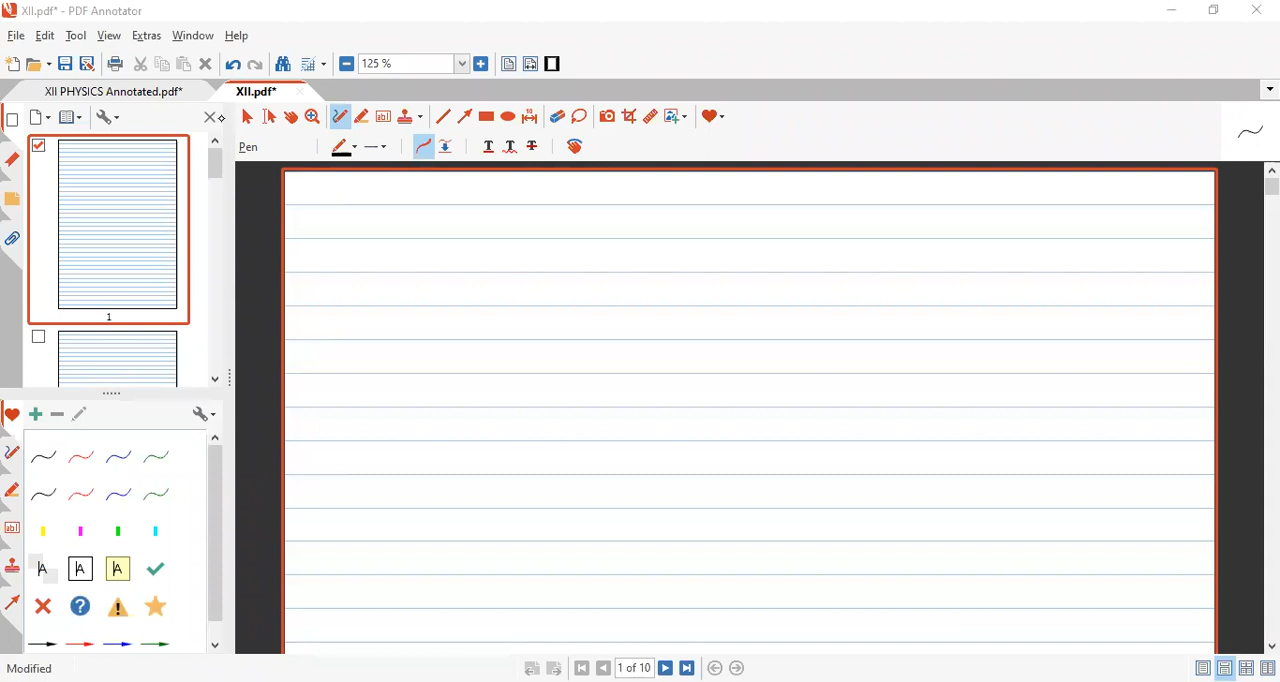 XII.pdf* - PDF Annotator
File Edit Tool View Extras Window Help
125 %
XII PHYSICS Annotated.pdf* XII.pdf*
Pen
1
Modified
1 of 10